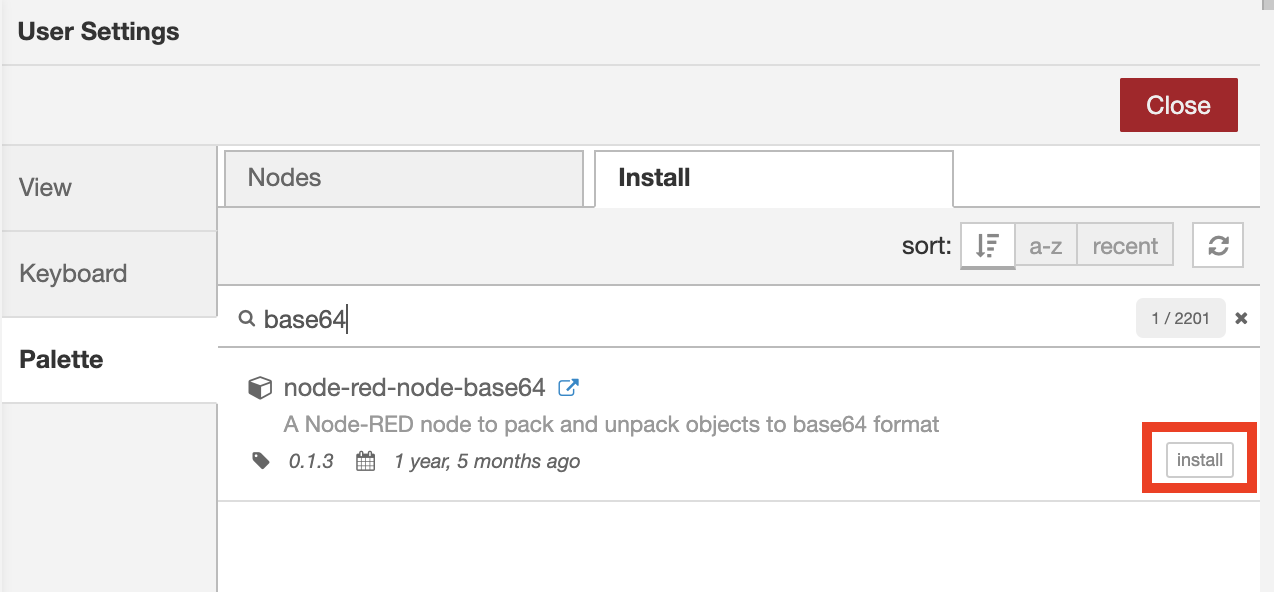 User Settings
Close
View
Keyboard
Palette
Nodes
Install
sort:
a-z
recent
base64
1 / 2201
node-red-node-base64
A Node-RED node to pack and unpack objects to base64 format
0.1.3 1 year, 5 months ago
install